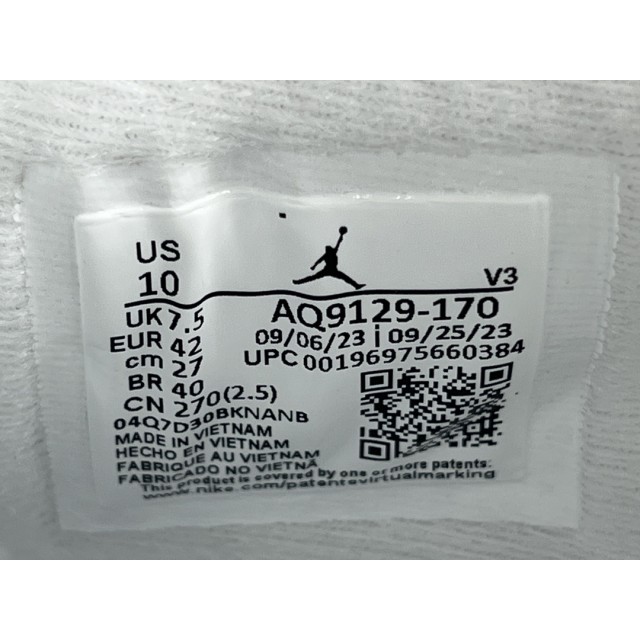 US
10
V3
UK 7.5
AQ9129-170
EUR 42
09/06/23 | 09/25/23
cm 27
UPC 00196975660384
BR 40
CN 270(2.5)
04Q7D30BKNANB
MADE IN VIETNAM
HECHO EN VIETNAM
FABRIQUE AU VIETNAM
FABRICADO NO VIETNÃ
This product is covered by one or more patents:
www.nike.com/patentsvirtualmarking